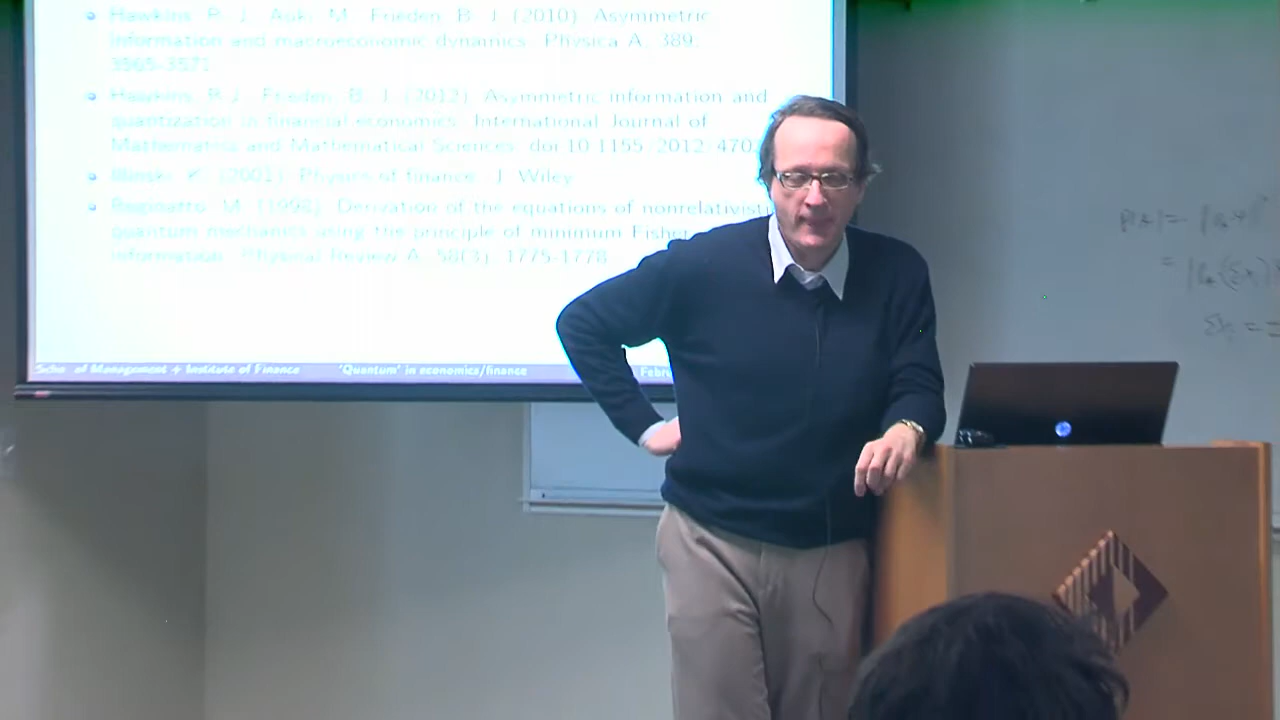 Hawkins, R. J., Aoki, M., Frieden, B. J. (2010). Asymmetric
information and macroeconomic dynamics. Physica A, 389,
3565-3571
Hawkins, R.J., Frieden, B. J. (2012). Asymmetric information and
quantization in financial economics. International Journal of
Mathematics and Mathematical Sciences; doi 10.1155/2012/470
Ilinski, K. (2001). Physics of finance. J. Wiley
Reginatto, M. (1998). Derivation of the equations of nonrelativisti
quantum mechanics using the principle of minimum Fisher
information. Physical Review A, 58(3), 1775-1778
of Management + Institute of Finance 'Quantum' in economics/finance Febru